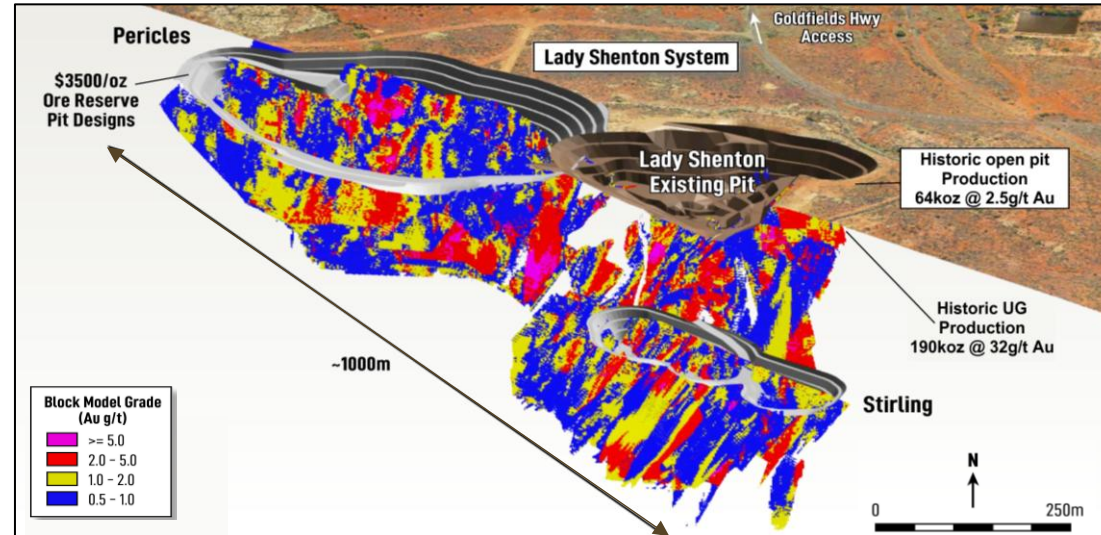 Goldfields Hwy
Access
Pericles
Lady Shenton System
$3500/oz
Ore Reserve
Pit Designs
Lady Shenton
Existing Pit
Historic open pit
Production
64koz @ 2.5g/t Au
Historic UG
Production
190koz @ 32g/t Au
~1000m
Stirling
Block Model Grade
(Au g/t)
>= 5.0
2.0 - 5.0
1.0 - 2.0
0.5 - 1.0
N
0 250m